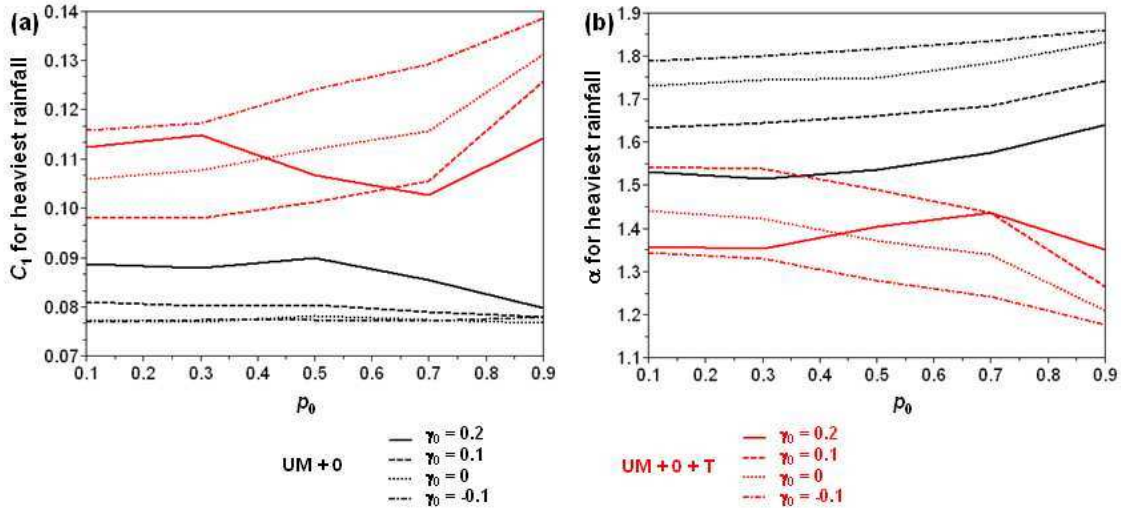 (a)
C₁ for heaviest rainfall
0.14
0.13
0.12
0.11
0.10
0.09
0.08
0.07
0.1 0.2 0.3 0.4 0.5 0.6 0.7 0.8 0.9
p₀
(b)
α for heaviest rainfall
1.9
1.8
1.7
1.6
1.5
1.4
1.3
1.2
1.1
0.1 0.2 0.3 0.4 0.5 0.6 0.7 0.8 0.9
p₀
UM + 0
γ₀ = 0.2
γ₀ = 0.1
γ₀ = 0
γ₀ = -0.1
UM + 0 + T
γ₀ = 0.2
γ₀ = 0.1
γ₀ = 0
γ₀ = -0.1